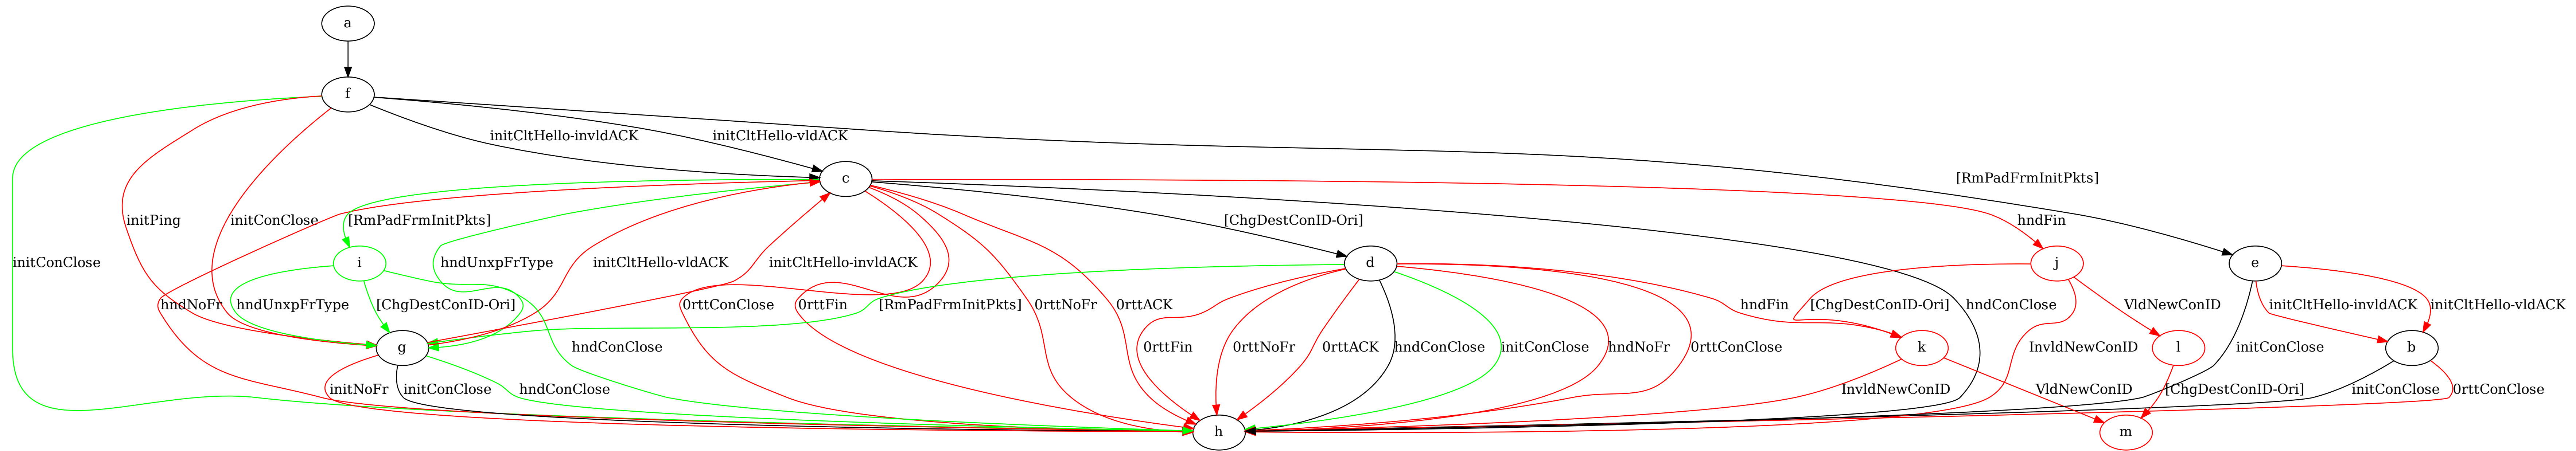 a
f
initCltHello-invldACK
initCltHello-vldACK
c
[RmPadFrmInitPkts]
initPing
initConClose
[RmPadFrmInitPkts]
[ChgDestConID-Ori]
hndFin
initConClose
i
hndUnxpFrType
initCltHello-vldACK
initCltHello-invldACK
d
j
e
hndNoFr
hndUnxpFrType
[ChgDestConID-Ori]
0rttConClose
0rttFin
[RmPadFrmInitPkts]
0rttNoFr
0rttACK
hndFin
[ChgDestConID-Ori]
hndConClose
VldNewConID
initCltHello-invldACK
initCltHello-vldACK
g
hndConClose
0rttFin
0rttNoFr
0rttACK
hndConClose
initConClose
hndNoFr
0rttConClose
k
InvldNewConID
l
initConClose
b
initNoFr
initConClose
hndConClose
InvldNewConID
VldNewConID
[ChgDestConID-Ori]
initConClose
0rttConClose
h
m